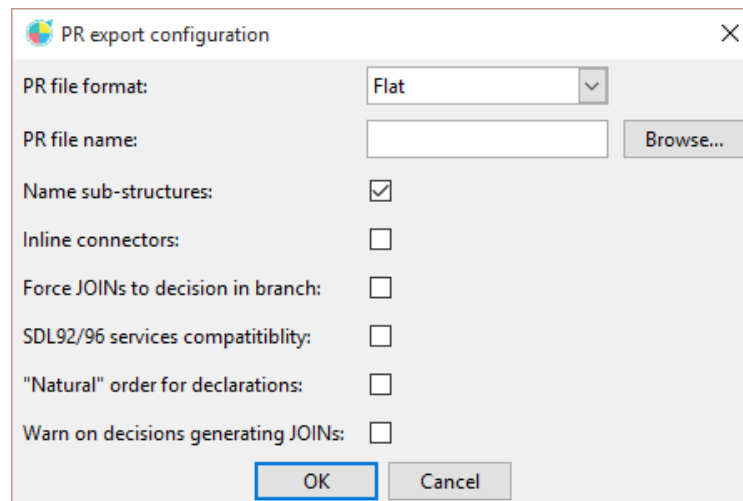 PR export configuration
PR file format: Flat
PR file name: Browse...
Name sub-structures:
Inline connectors:
Force JOINs to decision in branch:
SDL92/96 services compatitiblity:
"Natural" order for declarations:
Warn on decisions generating JOINs:
OK Cancel